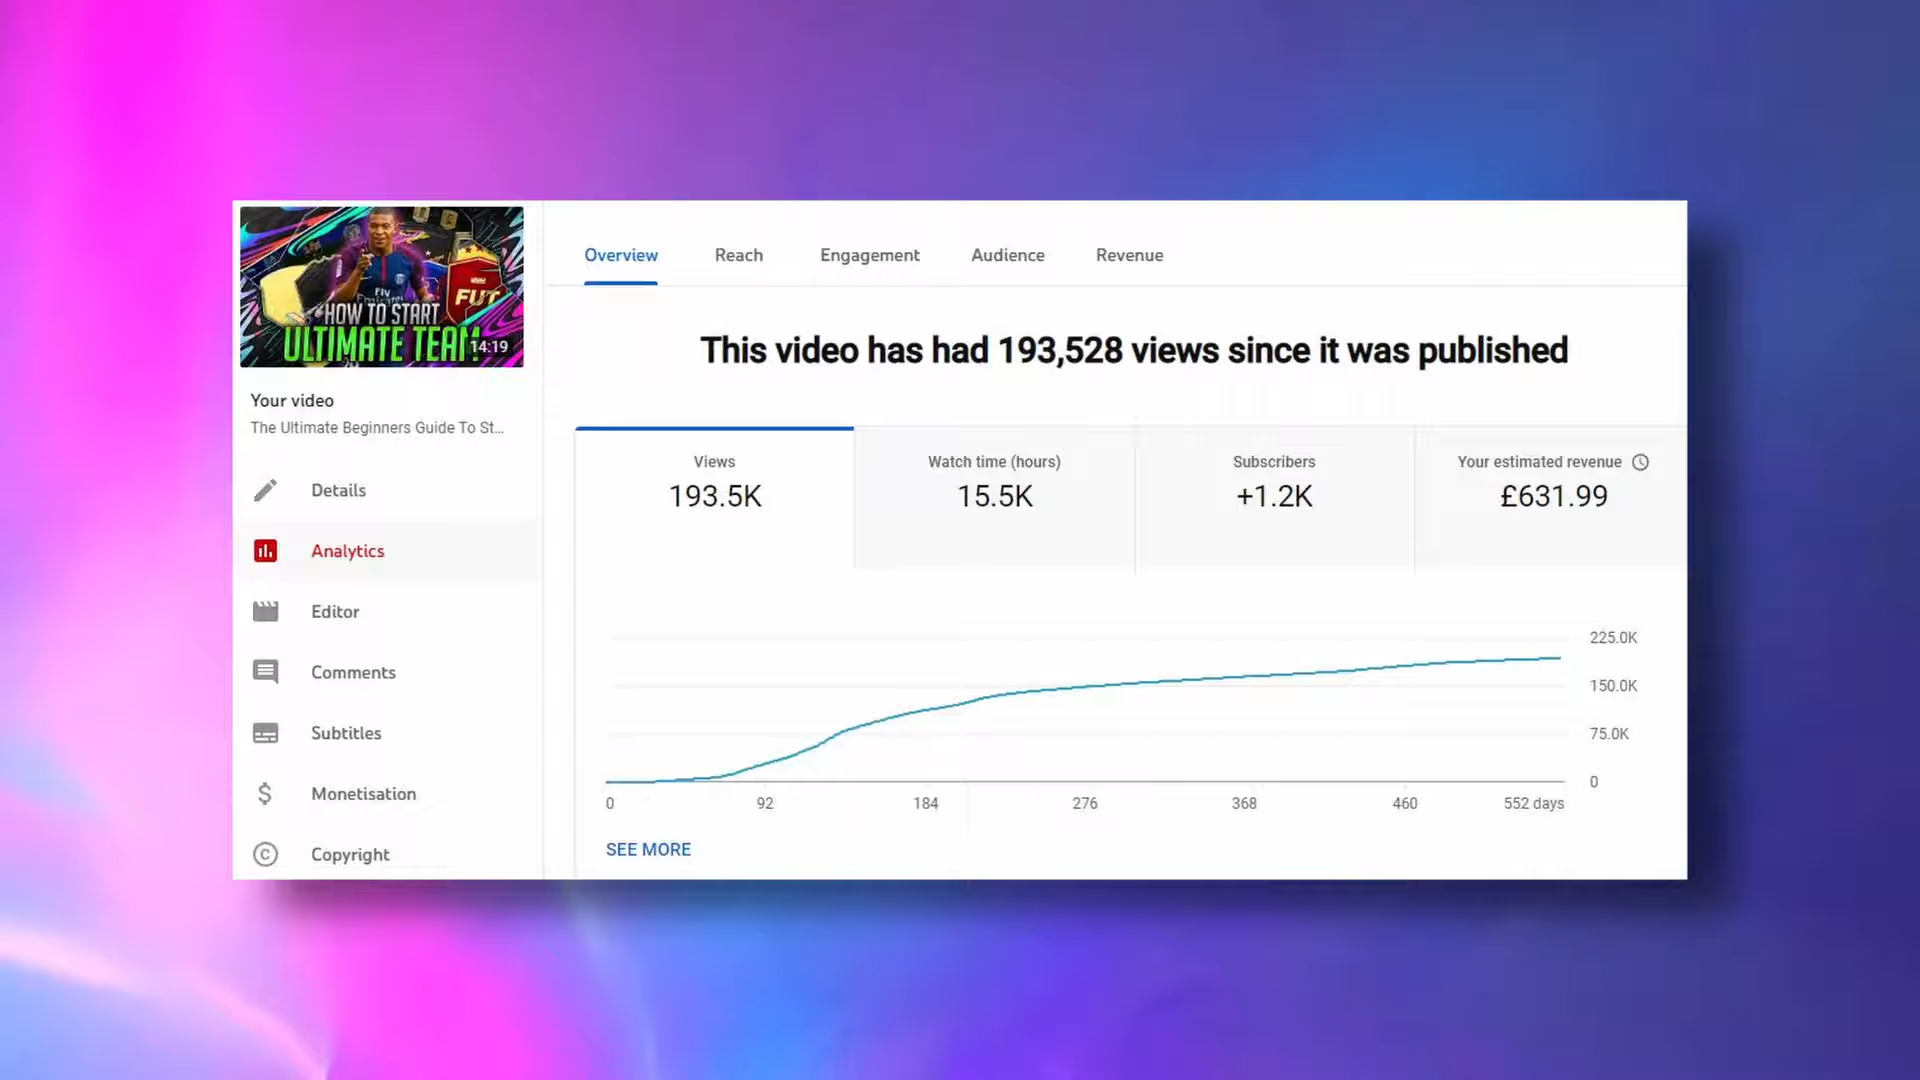 Fly
Emirates
FUT
HOW TO START
ULTIMATE TEAM
14:19
Your video
The Ultimate Beginners Guide To St...
Details
Analytics
Editor
Comments
Subtitles
Monetisation
Copyright
Overview
Reach
Engagement
Audience
Revenue
This video has had 193,528 views since it was published
Views
193.5K
Watch time (hours)
15.5K
Subscribers
+1.2K
Your estimated revenue
£631.99
225.0K
150.0K
75.0K
0
0
92
184
276
368
460
552 days
SEE MORE